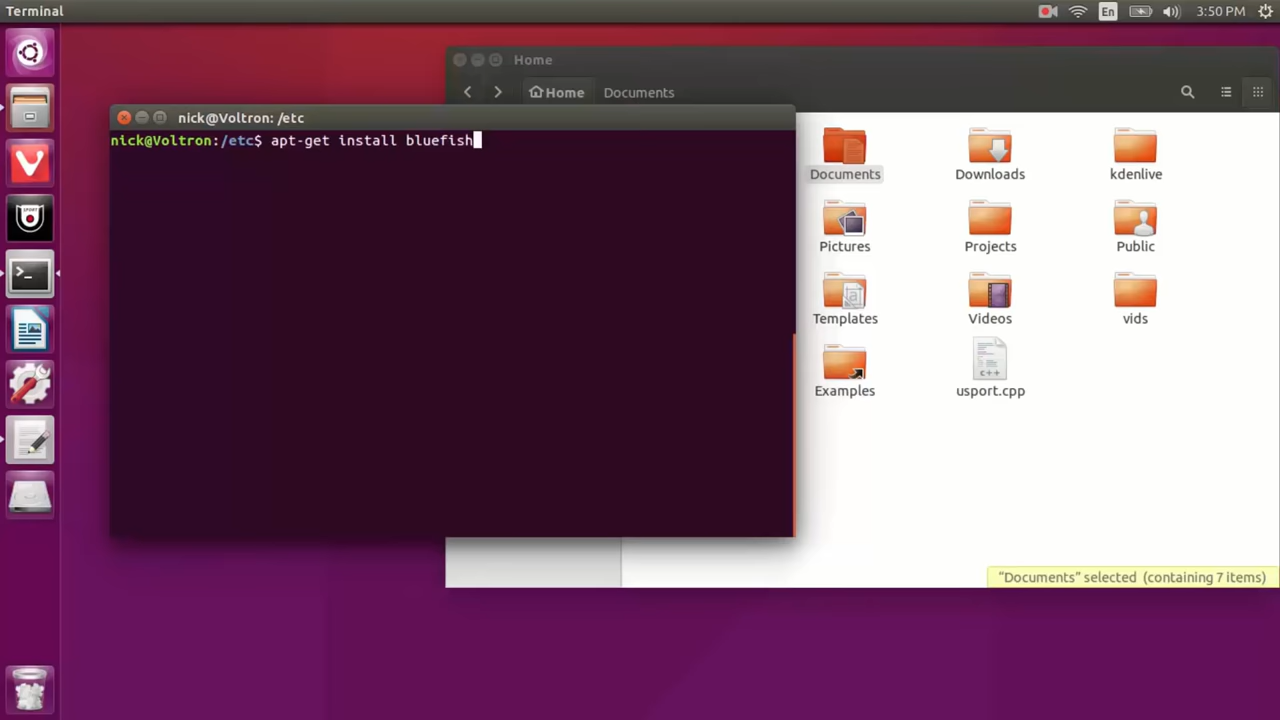 Terminal
En
3:50 PM
Home
Home
Documents
nick@Voltron: /etc
nick@Voltron:/etc$ apt-get install bluefish
Documents
Downloads
kdenlive
Pictures
Projects
Public
Templates
Videos
vids
Examples
C++
usport.cpp
"Documents" selected (containing 7 items)